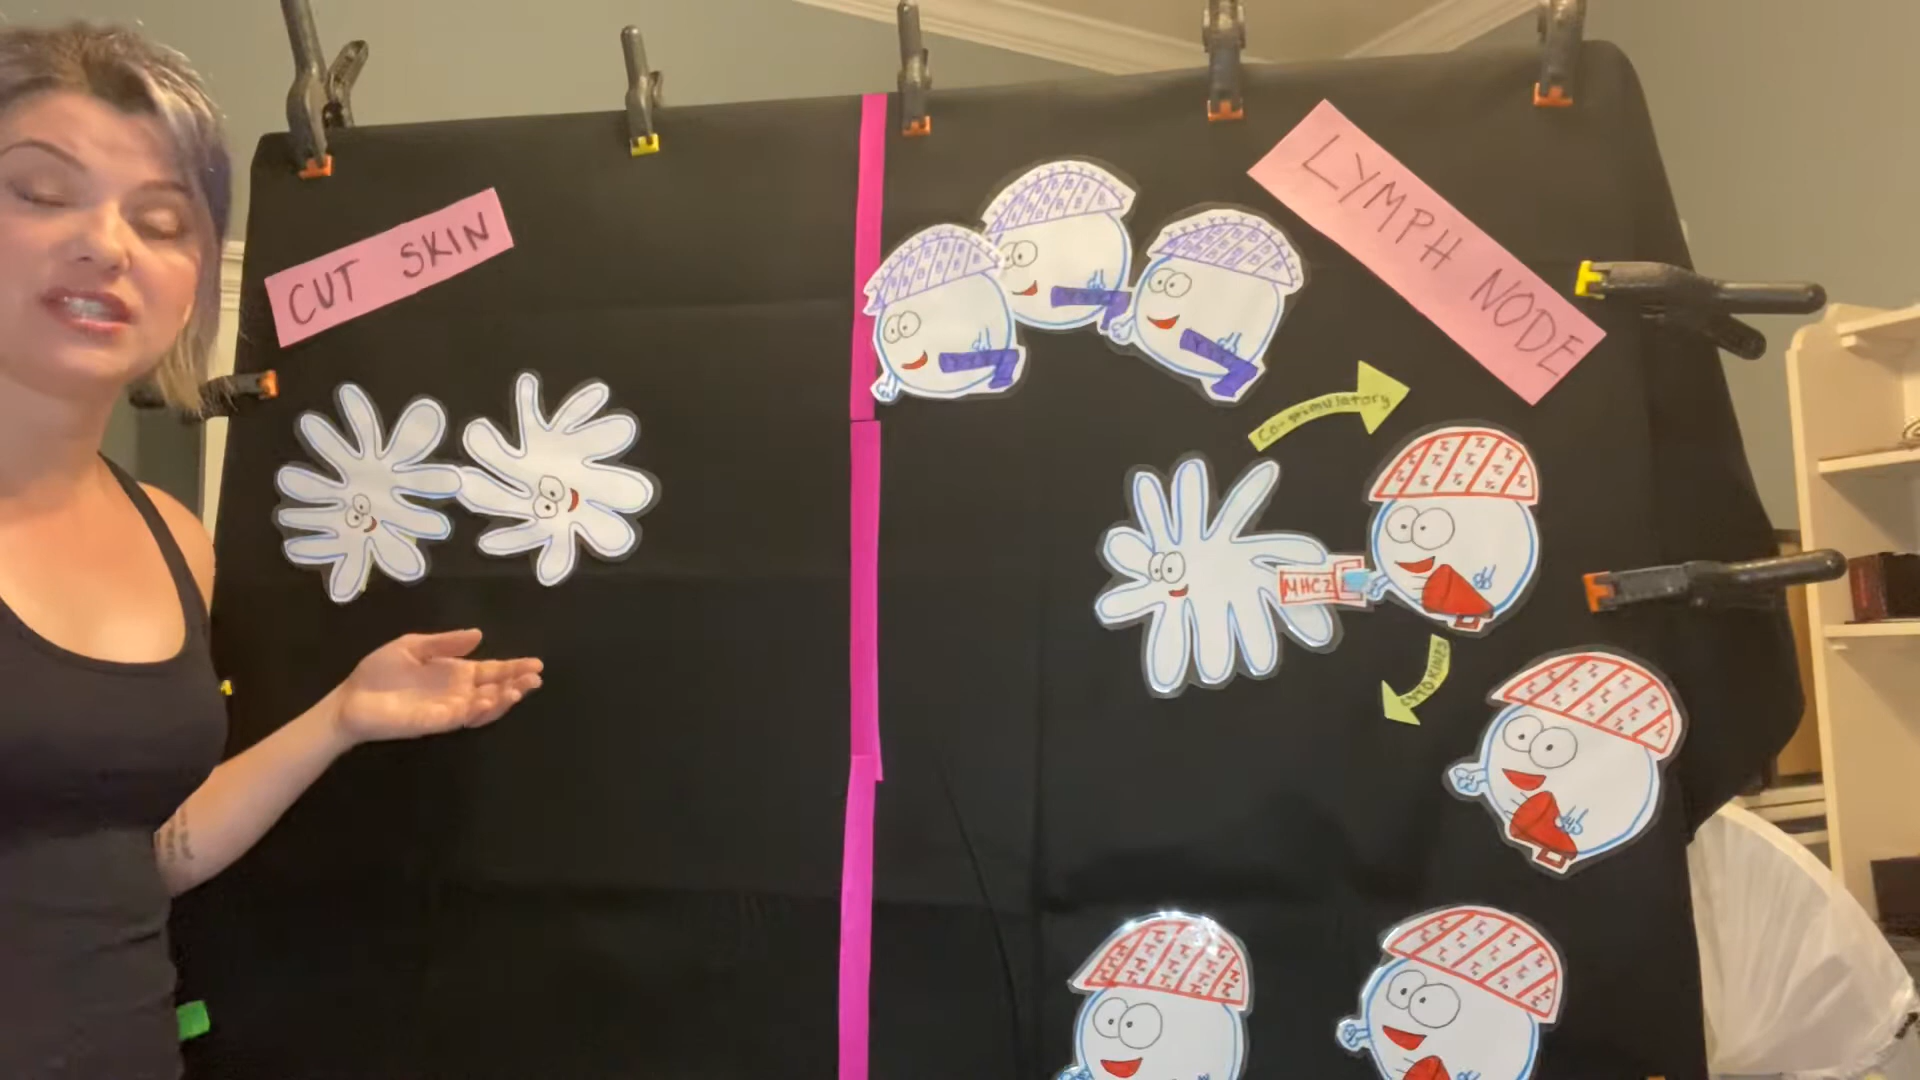 CUT SKIN
LYMPH NODE
Co-stimulatory
MHC2
CYTOKINES